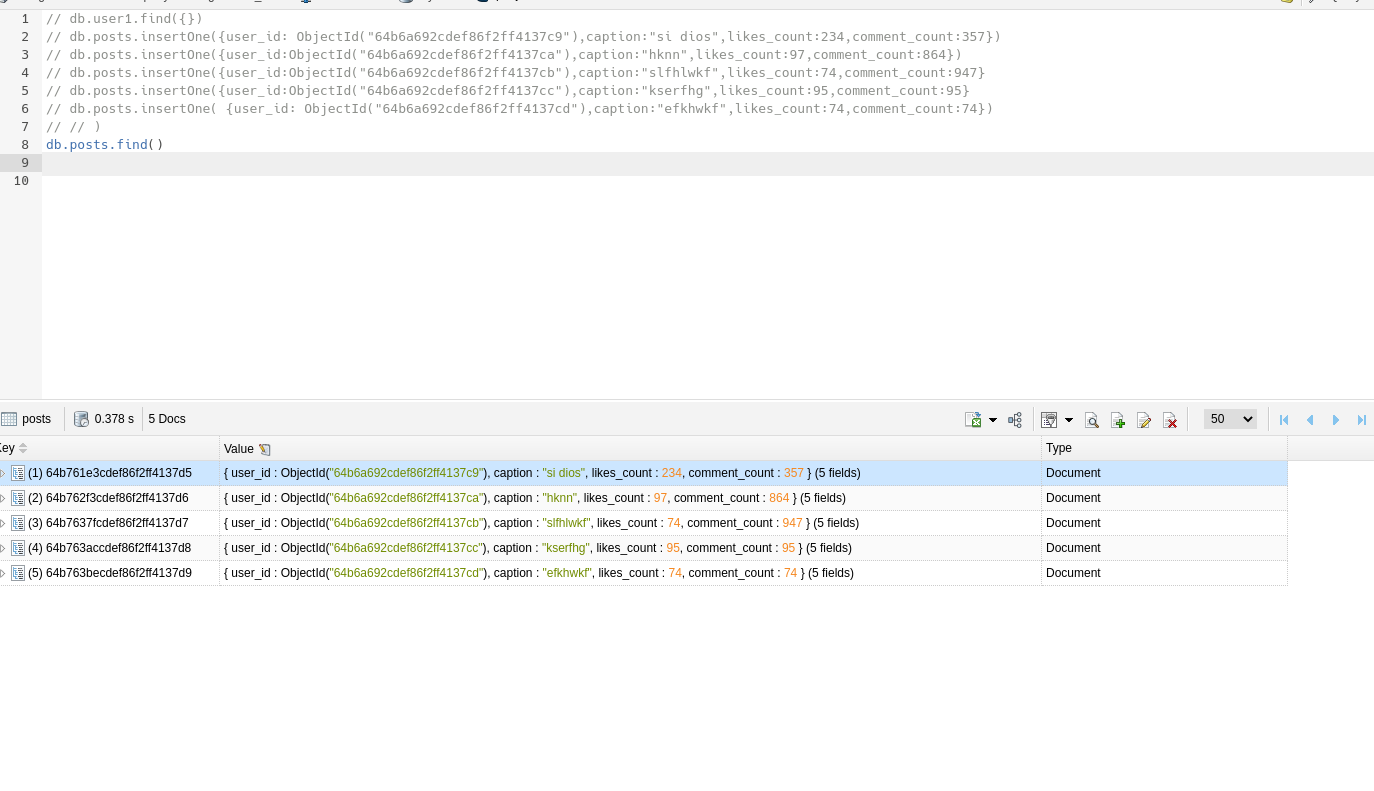 1 // db.user1.find({})
2 // db.posts.insertOne({user_id: ObjectId("64b6a692cdef86f2ff4137c9"),caption:"si dios",likes_count:234,comment_count:357})
3 // db.posts.insertOne({user_id:ObjectId("64b6a692cdef86f2ff4137ca"),caption:"hknn",likes_count:97,comment_count:864})
4 // db.posts.insertOne({user_id:ObjectId("64b6a692cdef86f2ff4137cb"),caption:"slfhlwkf",likes_count:74,comment_count:947}
5 // db.posts.insertOne({user_id:ObjectId("64b6a692cdef86f2ff4137cc"),caption:"kserfhg",likes_count:95,comment_count:95}
6 // db.posts.insertOne( {user_id: ObjectId("64b6a692cdef86f2ff4137cd"),caption:"efkhwkf",likes_count:74,comment_count:74})
7 // // )
8 db.posts.find()
9
10
posts 0.378 s 5 Docs 50
Key Value Type
(1) 64b761e3cdef86f2ff4137d5 { user_id : ObjectId("64b6a692cdef86f2ff4137c9"), caption : "si dios", likes_count : 234, comment_count : 357 } (5 fields) Document
(2) 64b762f3cdef86f2ff4137d6 { user_id : ObjectId("64b6a692cdef86f2ff4137ca"), caption : "hknn", likes_count : 97, comment_count : 864 } (5 fields) Document
(3) 64b7637fcdef86f2ff4137d7 { user_id : ObjectId("64b6a692cdef86f2ff4137cb"), caption : "slfhlwkf", likes_count : 74, comment_count : 947 } (5 fields) Document
(4) 64b763accdef86f2ff4137d8 { user_id : ObjectId("64b6a692cdef86f2ff4137cc"), caption : "kserfhg", likes_count : 95, comment_count : 95 } (5 fields) Document
(5) 64b763becdef86f2ff4137d9 { user_id : ObjectId("64b6a692cdef86f2ff4137cd"), caption : "efkhwkf", likes_count : 74, comment_count : 74 } (5 fields) Document